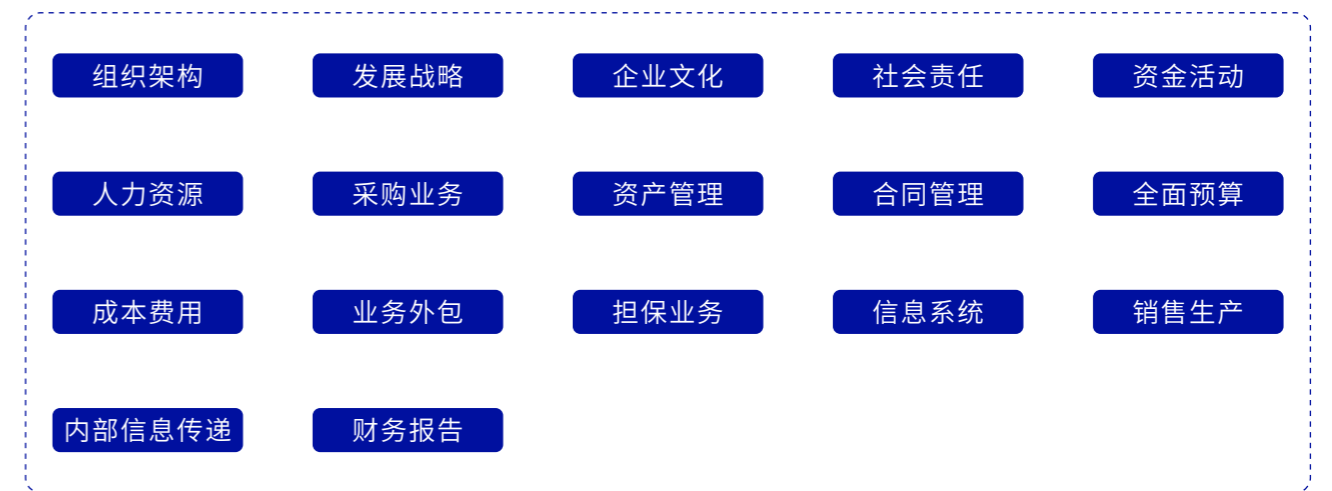 组织架构 发展战略 企业文化 社会责任 资金活动
人力资源 采购业务 资产管理 合同管理 全面预算
成本费用 业务外包 担保业务 信息系统 销售生产
内部信息传递 财务报告